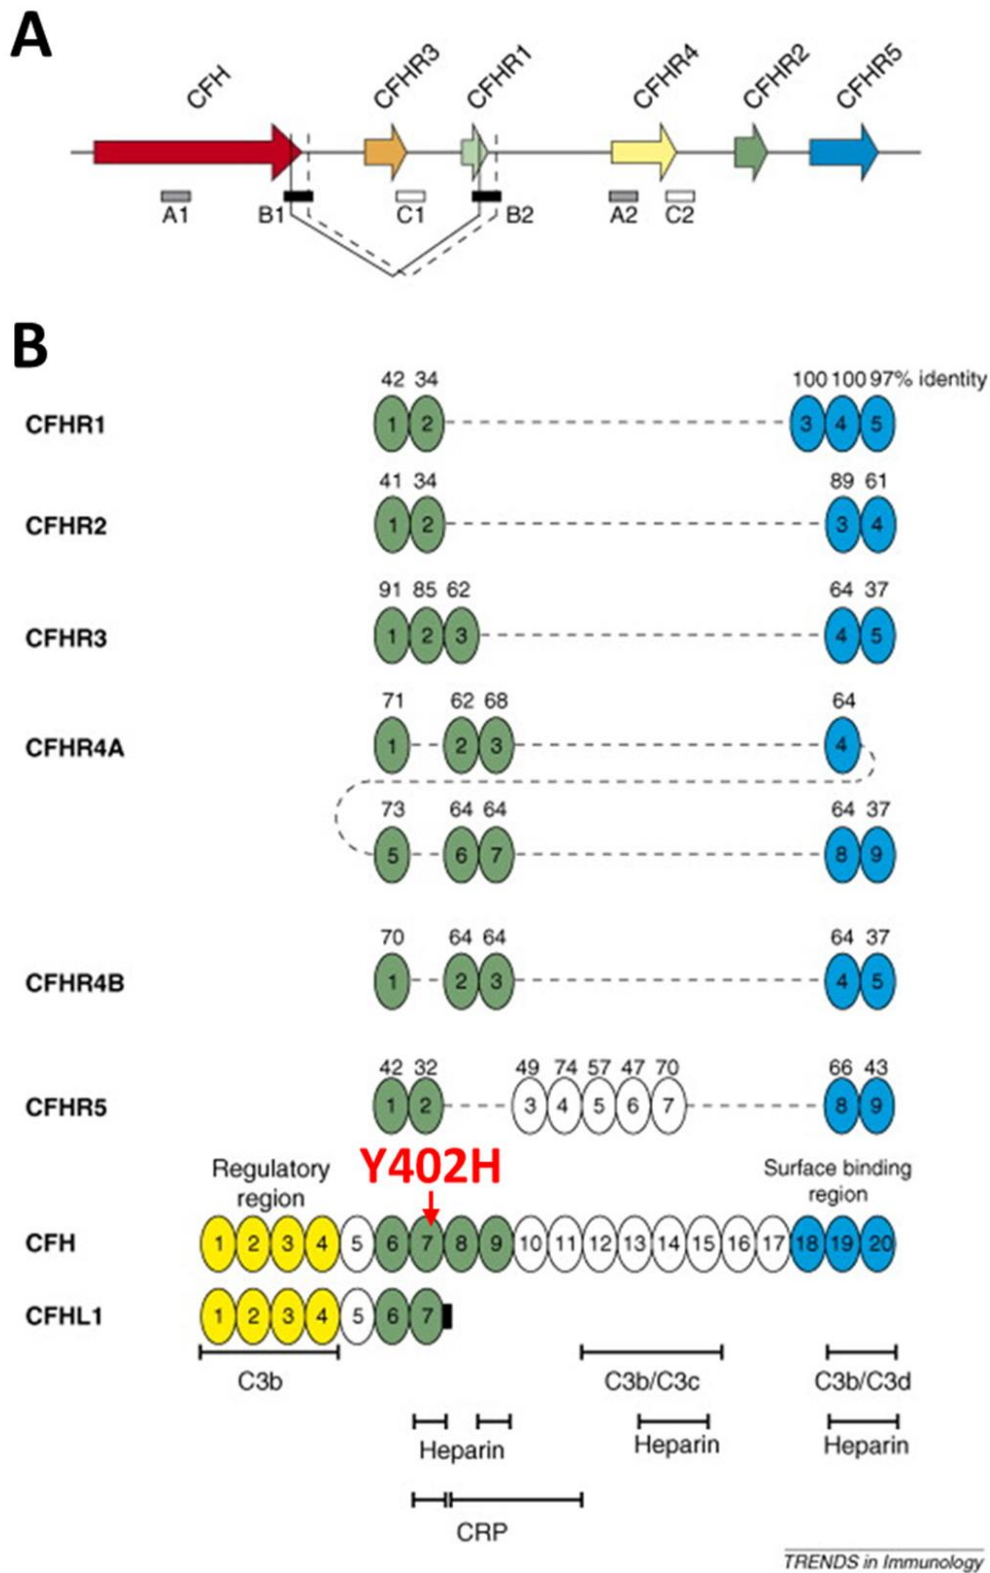 A
CFH CFHR3 CFHR1 CFHR4 CFHR2 CFHR5
A1 B1 C1 B2 A2 C2
B
42 34 100 100 97% identity
CFHR1 1 2 3 4 5
41 34 89 61
CFHR2 1 2 3 4
91 85 62 64 37
CFHR3 1 2 3 4 5
71 62 68 64
CFHR4A 1 2 3 4
73 64 64 64 37
5 6 7 8 9
70 64 64 64 37
CFHR4B 1 2 3 4 5
42 32 49 74 57 47 70 66 43
CFHR5 1 2 3 4 5 6 7 8 9
Y402H
Regulatory region
Surface binding region
CFH 1 2 3 4 5 6 7 8 9 10 11 12 13 14 15 16 17 18 19 20
CFHL1 1 2 3 4 5 6 7
C3b C3b/C3c C3b/C3d
Heparin Heparin Heparin
CRP
TRENDS in Immunology